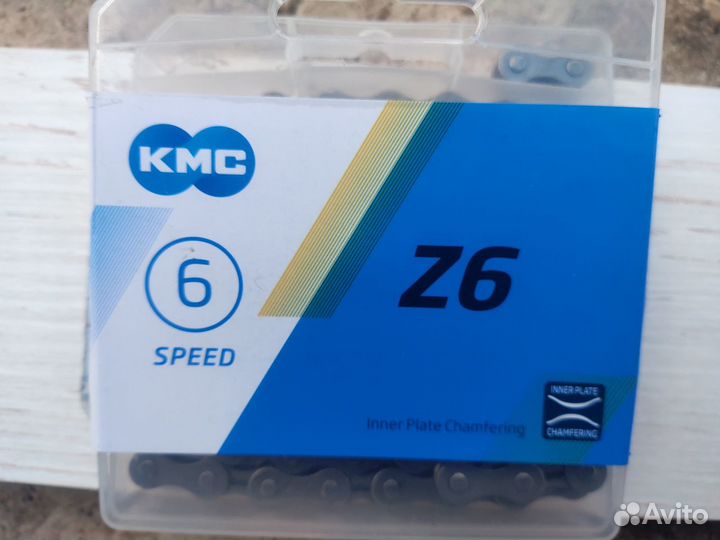 KMC
6
SPEED
Z6
Inner Plate Chamfering
INNER PLATE
CHAMFERING
Avito